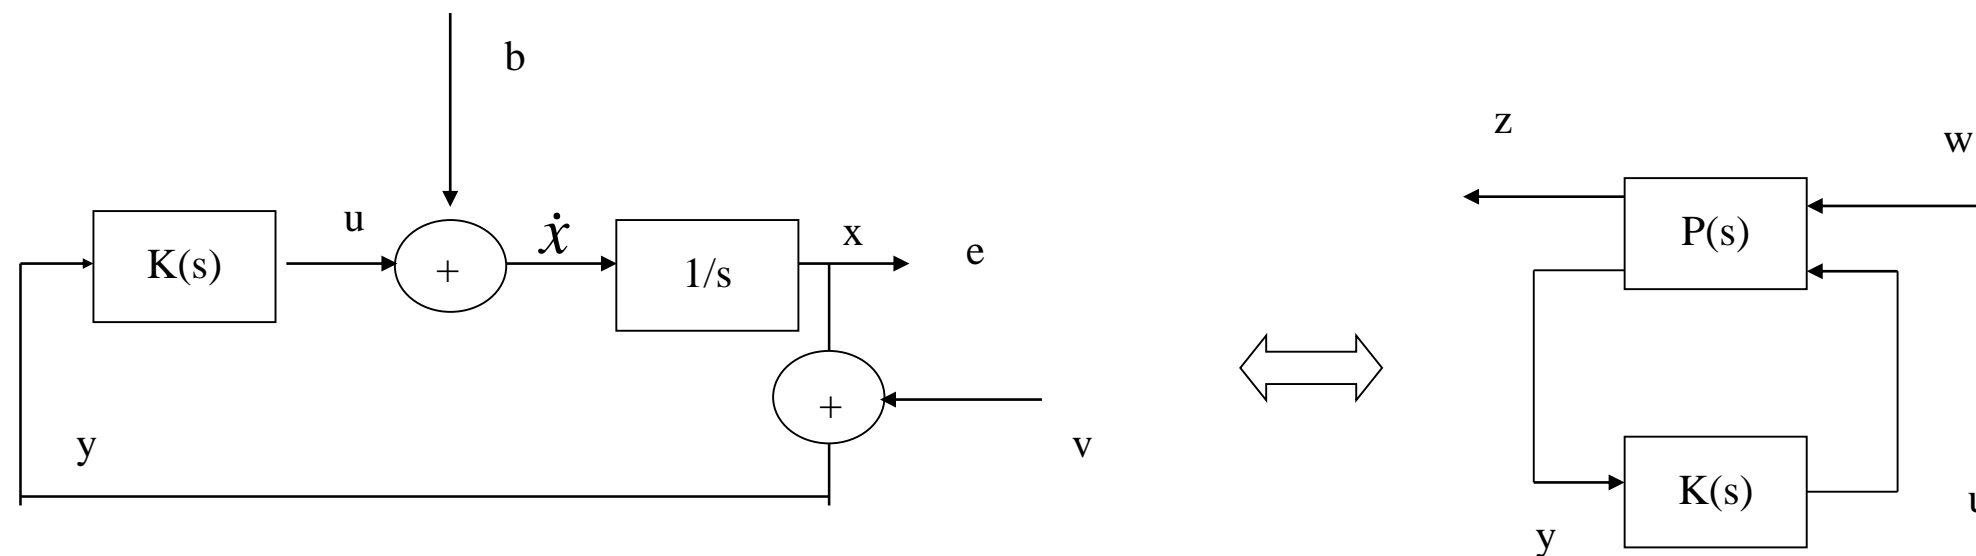 b
z
w
u
ẋ
x
e
K(s)
+
1/s
P(s)
+
y
v
K(s)
u
y